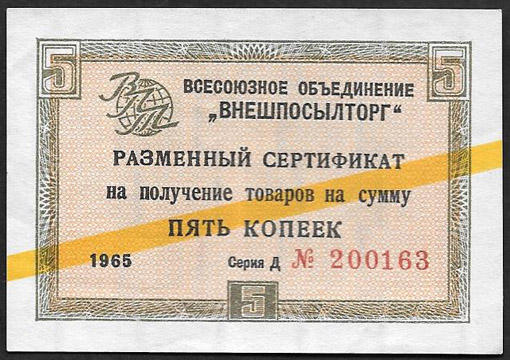 5 5
ВПТ
ВСЕСОЮЗНОЕ ОБЪЕДИНЕНИЕ
„ВНЕШПОСЫЛТОРГ“
РАЗМЕННЫЙ СЕРТИФИКАТ
на получение товаров на сумму
ПЯТЬ КОПЕЕК
1965 Серия Д № 200163
5